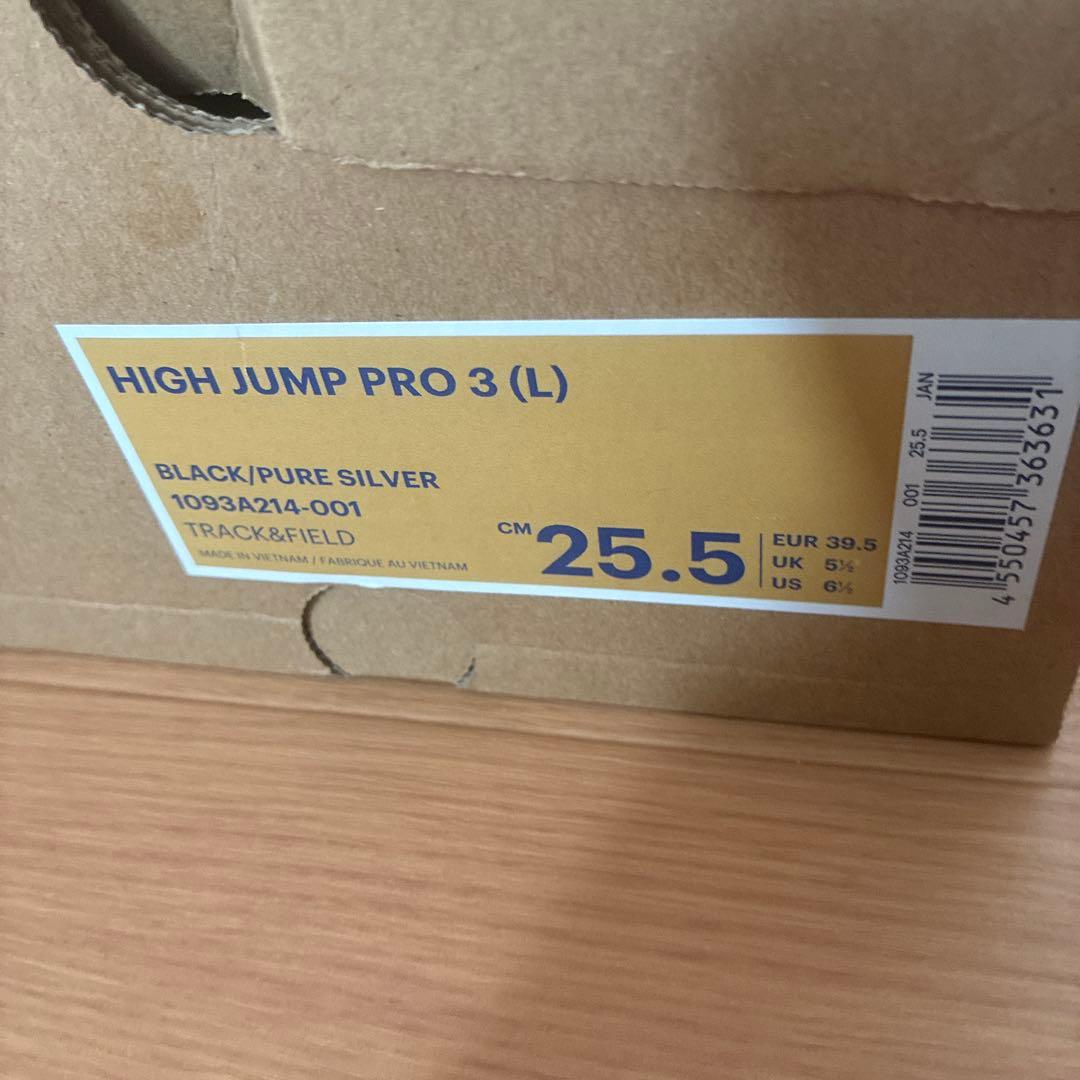 HIGH JUMP PRO 3 (L)
BLACK/PURE SILVER
1093A214-001
TRACK&FIELD
MADE IN VIETNAM / FABRIQUE AU VIETNAM
CM 25.5
EUR 39.5
UK 5½
US 6½
1093A214 001 25.5 JAN
4 550457 363631